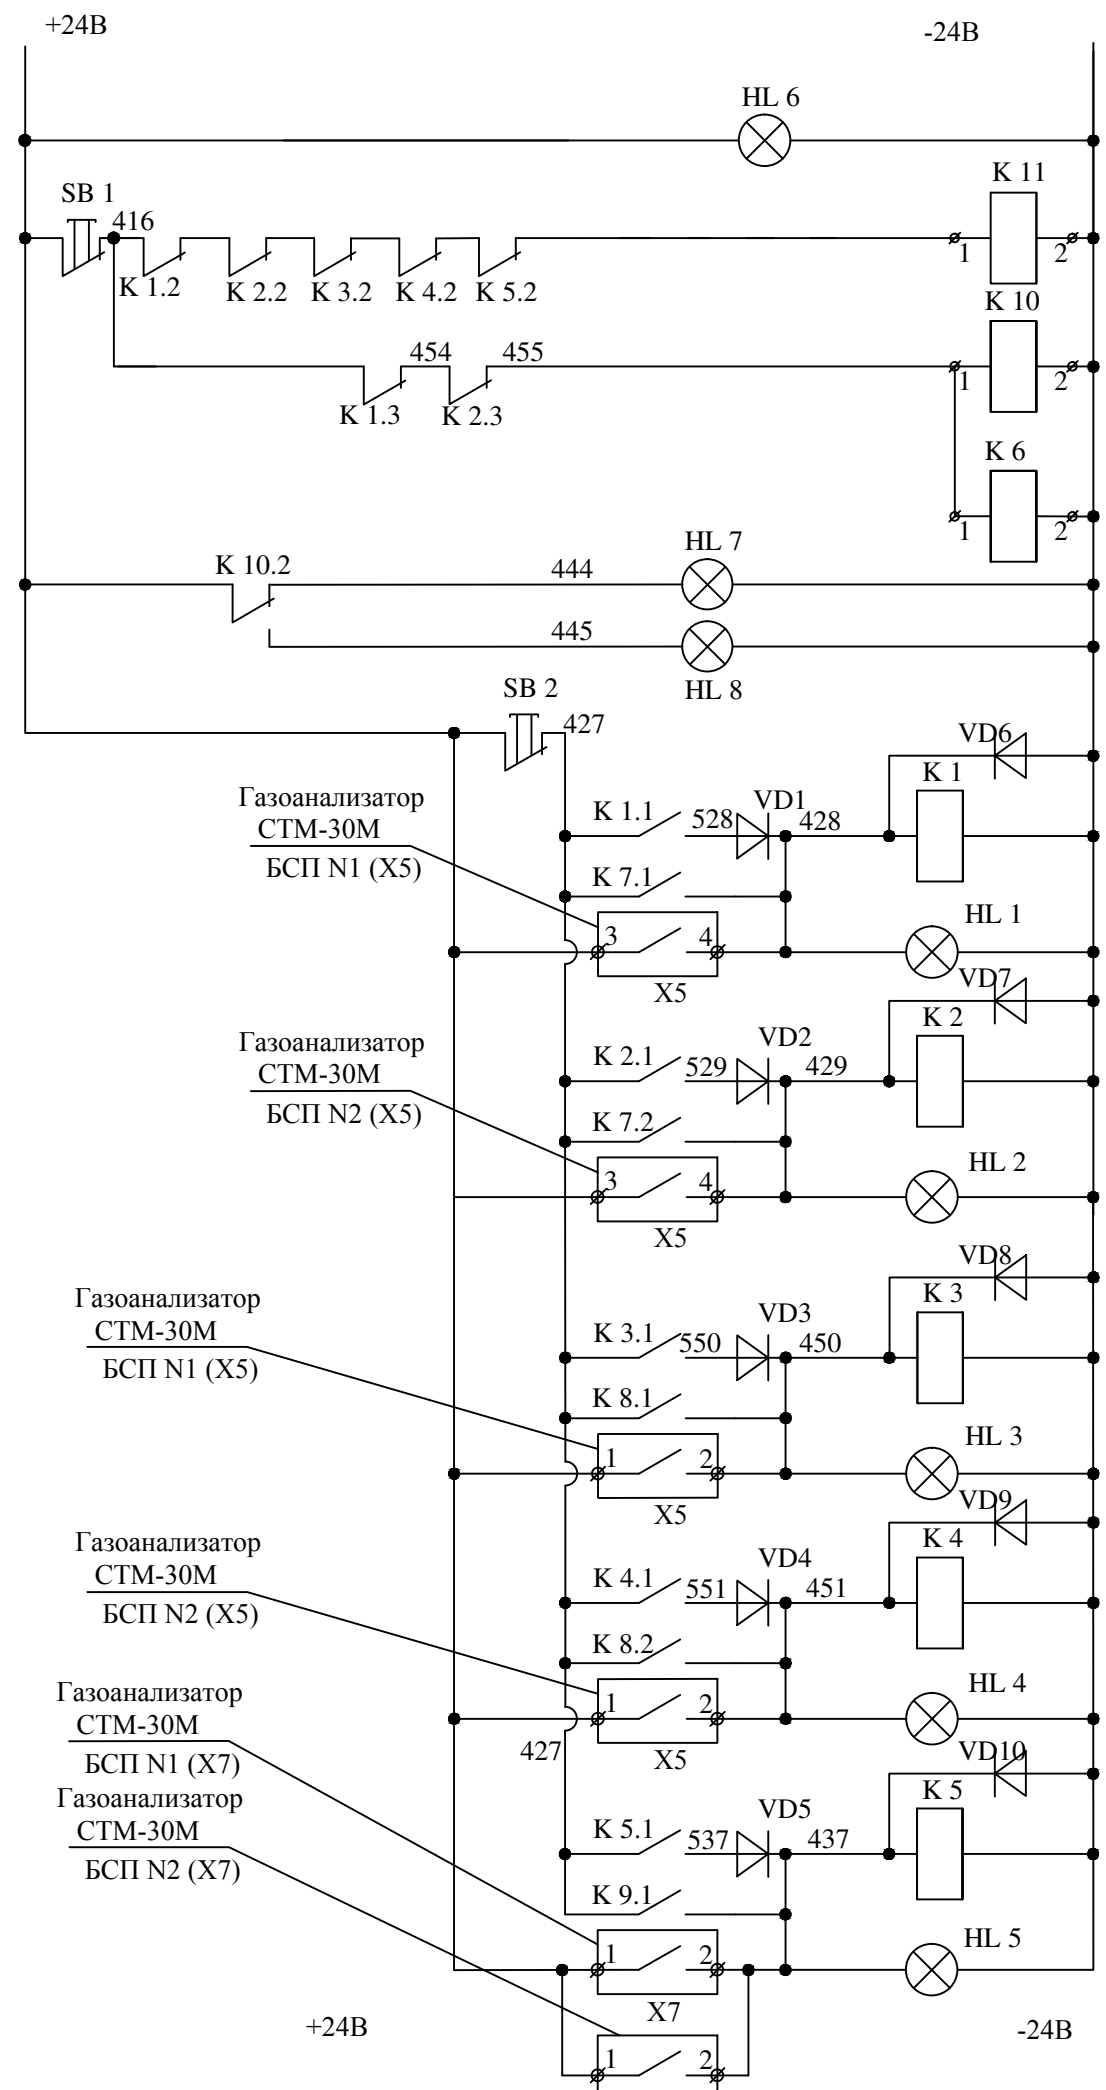 +24В
-24В
HL 6
K 11
SB 1
416
1
2
K 1.2
K 2.2
K 3.2
K 4.2
K 5.2
K 10
454
455
1
2
K 1.3
K 2.3
K 6
1
2
K 10.2
444
HL 7
445
HL 8
SB 2
427
VD6
K 1
Газоанализатор
СТМ-30М
БСП N1 (X5)
K 1.1
528
VD1
428
K 7.1
HL 1
3
4
X5
VD7
K 2
Газоанализатор
СТМ-30М
БСП N2 (X5)
K 2.1
529
VD2
429
K 7.2
HL 2
3
4
X5
VD8
K 3
Газоанализатор
СТМ-30М
БСП N1 (X5)
K 3.1
550
VD3
450
K 8.1
HL 3
1
2
X5
VD9
K 4
Газоанализатор
СТМ-30М
БСП N2 (X5)
K 4.1
551
VD4
451
K 8.2
HL 4
1
2
X5
427
Газоанализатор
СТМ-30М
БСП N1 (X7)
VD10
K 5
Газоанализатор
СТМ-30М
БСП N2 (X7)
K 5.1
537
VD5
437
K 9.1
HL 5
1
2
X7
+24В
-24В
1
2